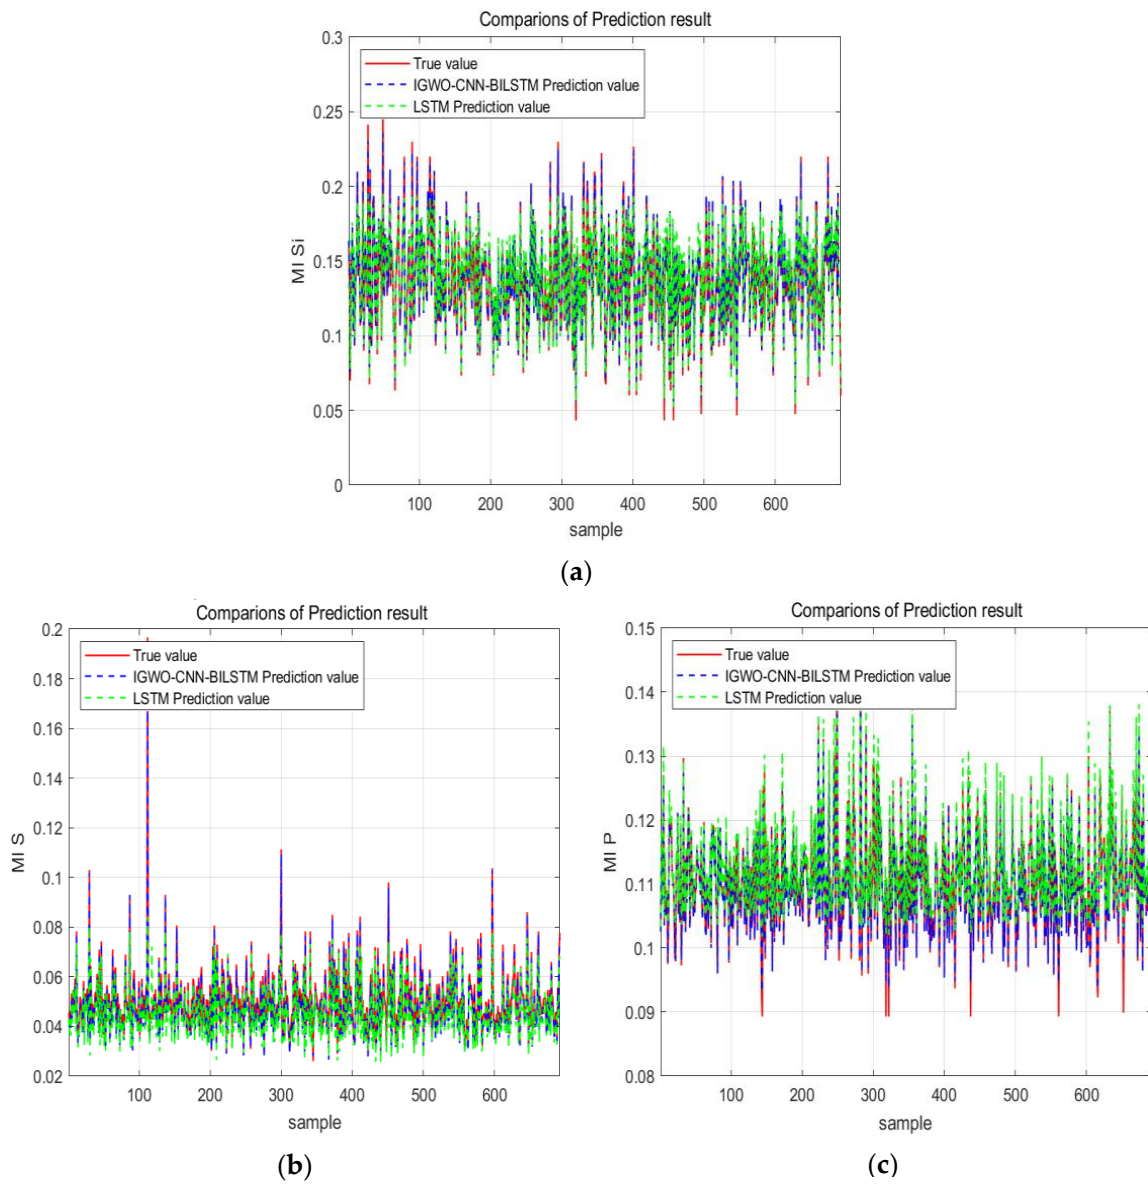 Comparions of Prediction result
True value
IGWO-CNN-BILSTM Prediction value
LSTM Prediction value
0.3
0.25
0.2
0.15
0.1
0.05
0
MI Si
100 200 300 400 500 600
sample
(a)
Comparions of Prediction result
True value
IGWO-CNN-BILSTM Prediction value
LSTM Prediction value
0.2
0.18
0.16
0.14
0.12
0.1
0.08
0.06
0.04
0.02
MI S
100 200 300 400 500 600
sample
(b)
Comparions of Prediction result
True value
IGWO-CNN-BILSTM Prediction value
LSTM Prediction value
0.15
0.14
0.13
0.12
0.11
0.1
0.09
0.08
MI P
100 200 300 400 500 600
sample
(c)